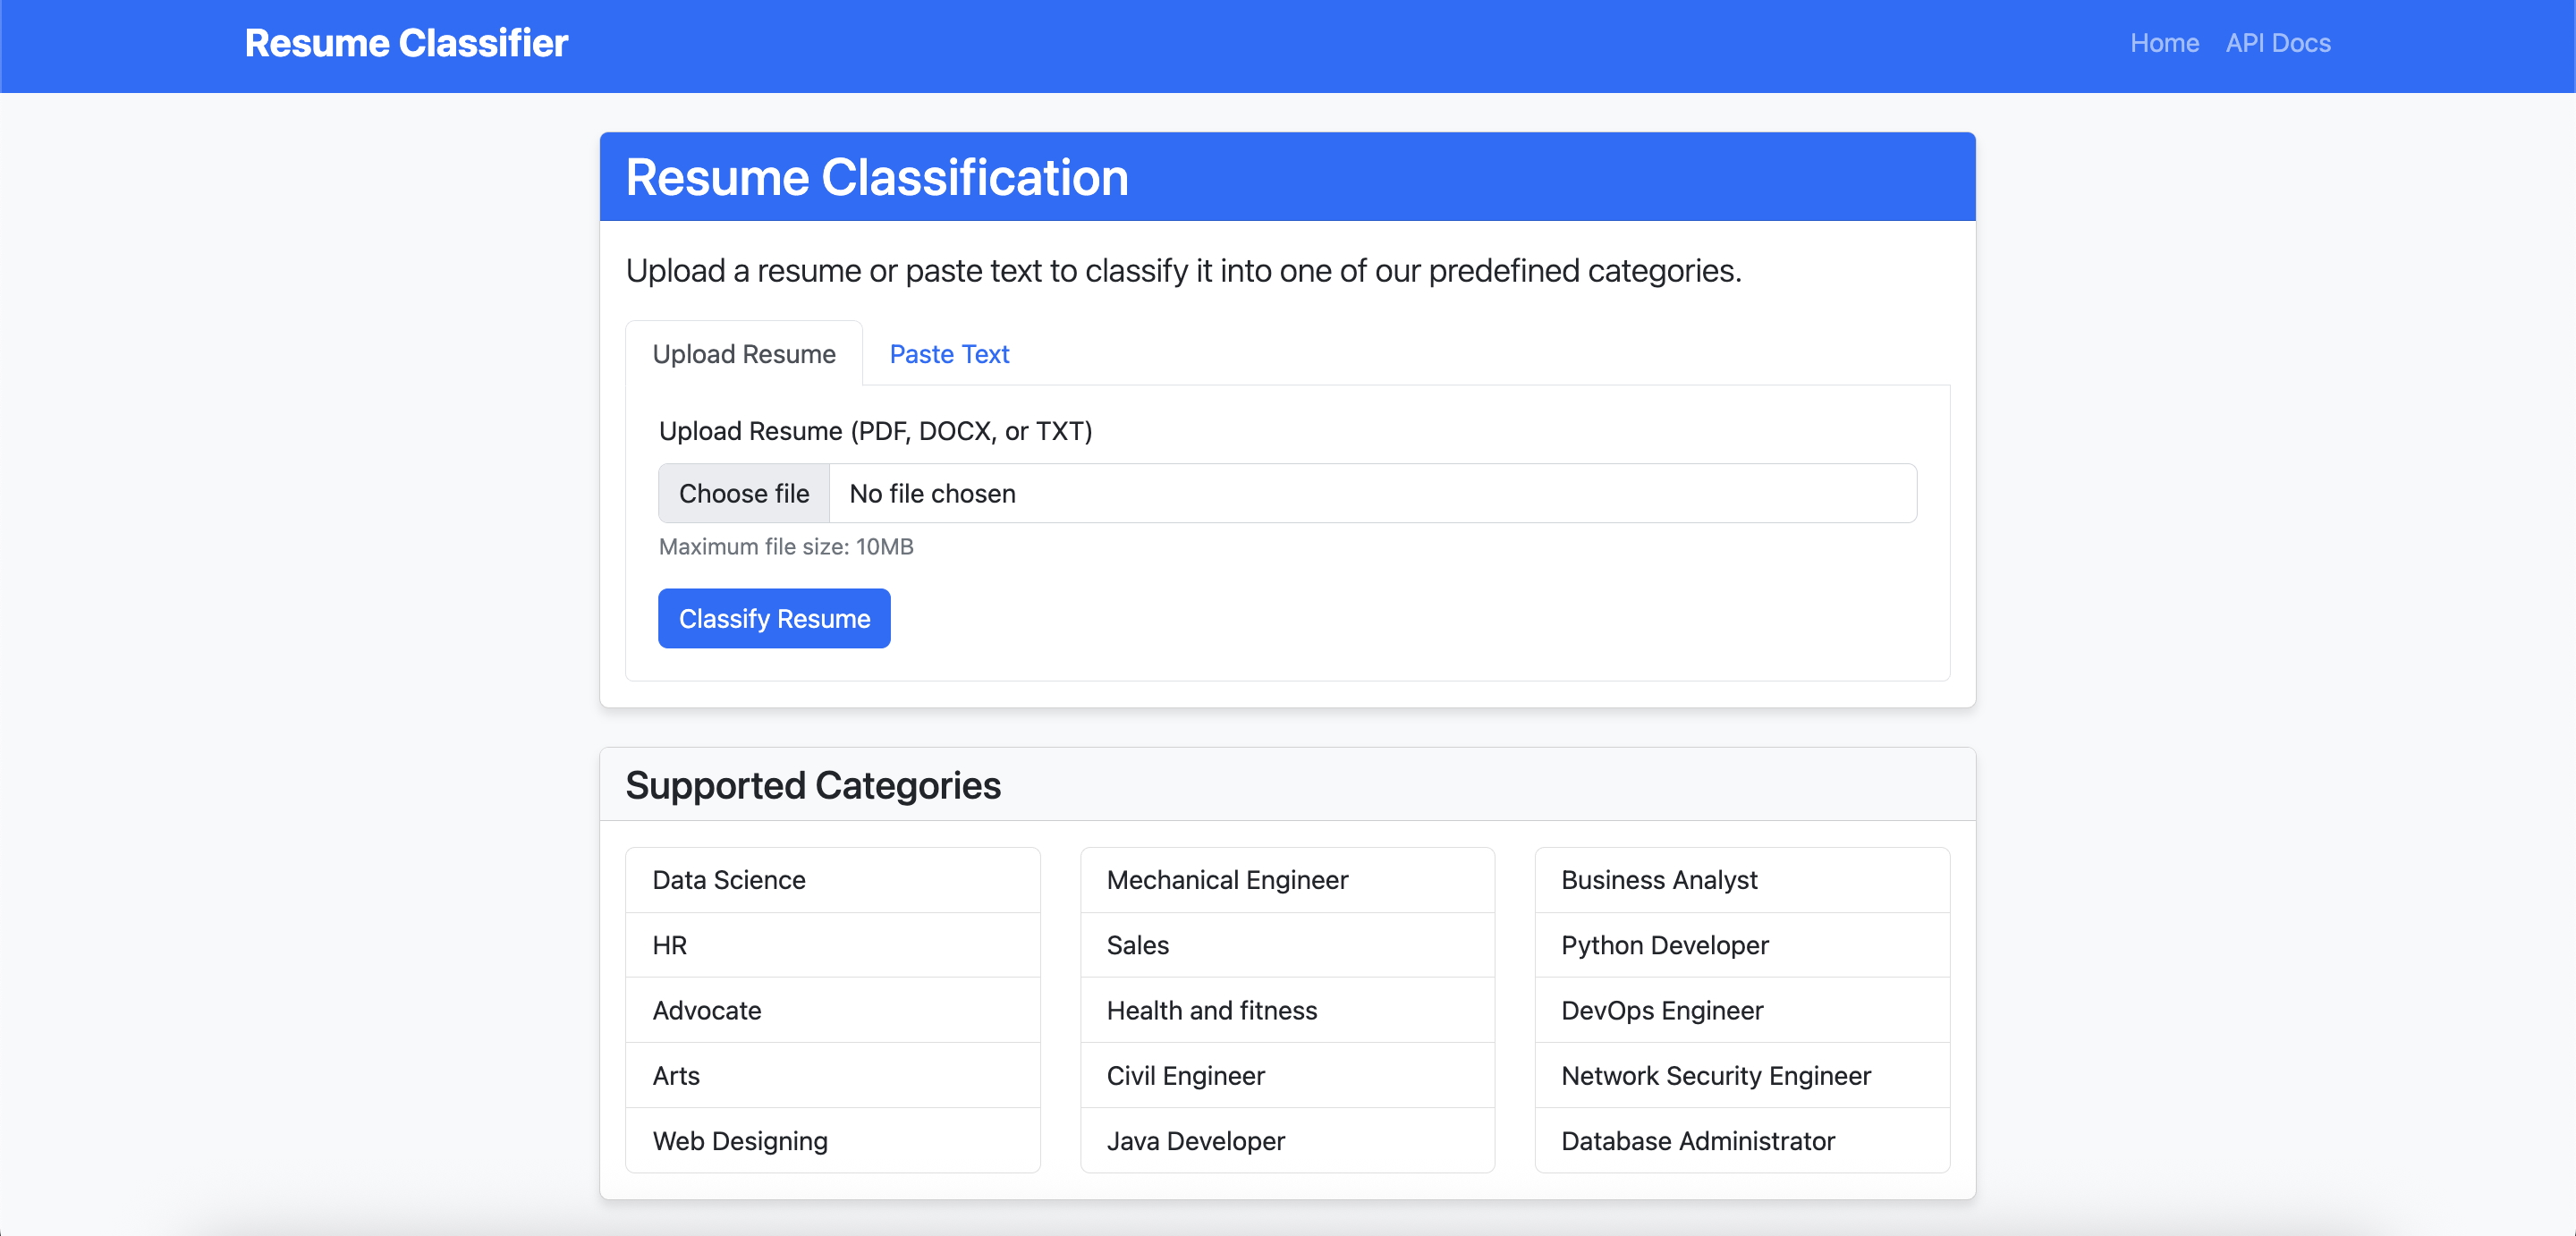 Resume Classifier
Home API Docs
Resume Classification
Upload a resume or paste text to classify it into one of our predefined categories.
Upload Resume Paste Text
Upload Resume (PDF, DOCX, or TXT)
Choose file No file chosen
Maximum file size: 10MB
Classify Resume
Supported Categories
Data Science
HR
Advocate
Arts
Web Designing
Mechanical Engineer
Sales
Health and fitness
Civil Engineer
Java Developer
Business Analyst
Python Developer
DevOps Engineer
Network Security Engineer
Database Administrator